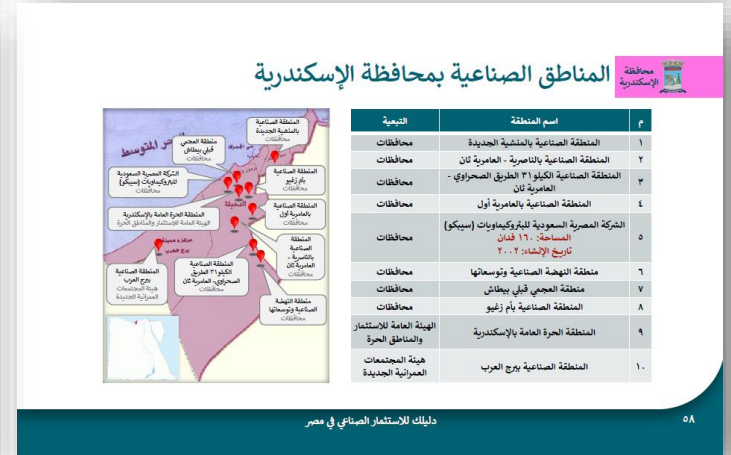 محافظة
الإسكندرية
المناطق الصناعية بمحافظة الإسكندرية
م اسم المنطقة التبعية
١ المنطقة الصناعية بالمنشية الجديدة محافظات
٢ المنطقة الصناعية بالناصرية - العامرية ثان محافظات
٣ المنطقة الصناعية الكيلو ٣١ الطريق الصحراوي - محافظات
العامرية ثان
٤ المنطقة الصناعية بالعامرية أول محافظات
٥ الشركة المصرية السعودية للبتروكيماويات (سيبكو) محافظات
المساحة: ١٦٠ فدان
تاريخ الإنشاء: ٢٠٠٢
٦ منطقة النهضة الصناعية وتوسعاتها محافظات
٧ منطقة العجمي قبلي بيطاش محافظات
٨ المنطقة الصناعية بأم زغيو محافظات
٩ المنطقة الحرة العامة بالإسكندرية الهيئة العامة للاستثمار
والمناطق الحرة
١٠ المنطقة الصناعية ببرج العرب هيئة المجتمعات
العمرانية الجديدة
المنطقة الصناعية
بالمنشية الجديدة
محافظات
منطقة العجمي
قبلي بيطاش
محافظات
المتوسط
الشركة المصرية السعودية
للبتروكيماويات (سيبكو)
محافظات
المنطقة الصناعية
بأم زغيو
محافظات
المنطقة الحرة العامة بالإسكندرية
الهيئة العامة للاستثمار والمناطق الحرة
المنطقة الصناعية
بالعامرية أول
محافظات
المنطقة
الصناعية
بالناصرية -
العامرية ثان
محافظات
برج العرب
المنطقة الصناعية
ببرج العرب
هيئة المجتمعات
العمرانية الجديدة
المنطقة الصناعية
الكيلو ٣١ الطريق
الصحراوي- العامرية ثان
محافظات
منطقة النهضة
الصناعية وتوسعاتها
محافظات
دليلك للاستثمار الصناعي في مصر
٥٨